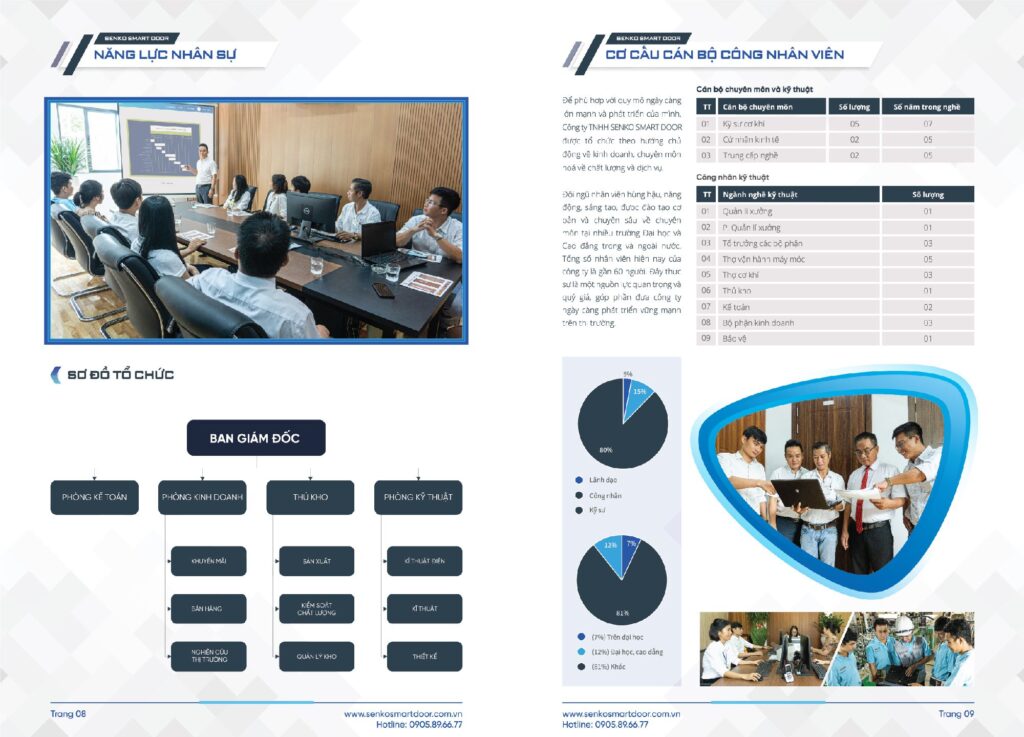 SENKO SMART DOOR
NĂNG LỰC NHÂN SỰ
SƠ ĐỒ TỔ CHỨC
BAN GIÁM ĐỐC
PHÒNG KẾ TOÁN
PHÒNG KINH DOANH
THỦ KHO
PHÒNG KỸ THUẬT
KHUYẾN MÃI
SẢN XUẤT
KĨ THUẬT ĐIỆN
BÁN HÀNG
KIỂM SOÁT
CHẤT LƯỢNG
KĨ THUẬT
NGHIÊN CỨU
THỊ TRƯỜNG
QUẢN LÝ KHO
THIẾT KẾ
Trang 08
www.senkosmartdoor.com.vn
Hotline: 0905.89.66.77
SENKO SMART DOOR
CƠ CẤU CÁN BỘ CÔNG NHÂN VIÊN
Để phù hợp với quy mô ngày càng
lớn mạnh và phát triển của mình,
Công ty TNHH SENKO SMART DOOR
được tổ chức theo hướng chủ
động về kinh doanh, chuyên môn
hoá về chất lượng và dịch vụ.
Đội ngũ nhân viên hùng hậu, năng
động, sáng tạo, được đào tạo cơ
bản và chuyên sâu về chuyên
môn tại nhiều trường Đại học và
Cao đẳng trong và ngoài nước.
Tổng số nhân viên hiện nay của
công ty là gần 60 người. Đây thực
sự là một nguồn lực quan trọng và
quý giá, góp phần đưa công ty
ngày càng phát triển vững mạnh
trên thị trường.
Cán bộ chuyên môn và kỹ thuật
TT Cán bộ chuyên môn Số lượng Số năm trong nghề
01 Kỹ sư cơ khí 05 07
02 Cử nhân kinh tế 02 05
03 Trung cấp nghề 02 05
Công nhân kỹ thuật
TT Ngành nghề kỹ thuật Số lượng
01 Quản lí xưởng 01
02 P. Quản lí xưởng 01
03 Tổ trưởng các bộ phận 03
04 Thợ vận hành máy móc 05
05 Thợ cơ khí 03
06 Thủ kho 01
07 Kế toán 02
08 Bộ phận kinh doanh 03
09 Bảo vệ 01
5%
15%
80%
Lãnh đạo
Công nhân
Kỹ sư
12%
7%
81%
(7%) Trên đại học
(12%) Đại học, cao đẳng
(81%) Khác
www.senkosmartdoor.com.vn
Hotline: 0905.89.66.77
Trang 09